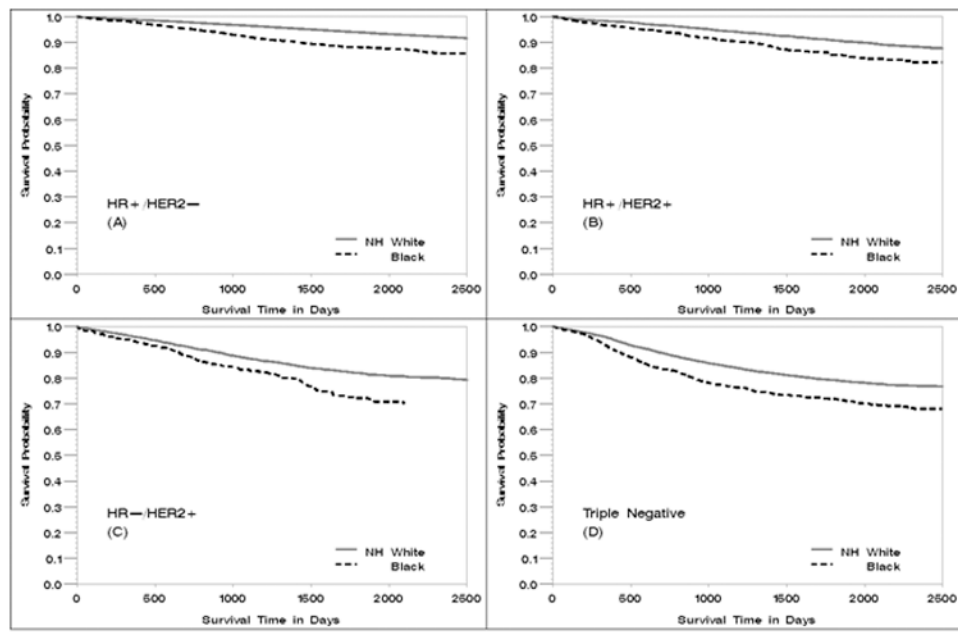 1.0
0.9
0.8
0.7
0.6
0.5
0.4
0.3
0.2
0.1
0.0
Survival Probability
HR+/HER2−
(A)
NH White
Black
0 500 1000 1500 2000 2500
Survival Time in Days
1.0
0.9
0.8
0.7
0.6
0.5
0.4
0.3
0.2
0.1
0.0
Survival Probability
HR+/HER2+
(B)
NH White
Black
0 500 1000 1500 2000 2500
Survival Time in Days
1.0
0.9
0.8
0.7
0.6
0.5
0.4
0.3
0.2
0.1
0.0
Survival Probability
HR−/HER2+
(C)
NH White
Black
0 500 1000 1500 2000 2500
Survival Time in Days
1.0
0.9
0.8
0.7
0.6
0.5
0.4
0.3
0.2
0.1
0.0
Survival Probability
Triple Negative
(D)
NH White
Black
0 500 1000 1500 2000 2500
Survival Time in Days